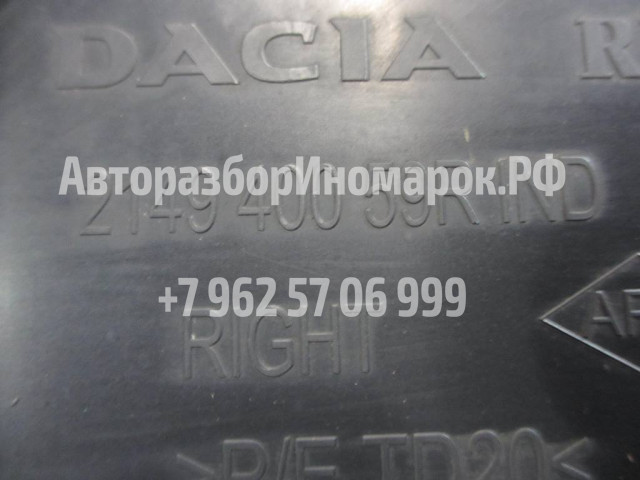 DACIA R
АвторазборИномарок.РФ
2149 400 59R IND
+7 962 57 06 999
RIGHT
>P/E TD20<